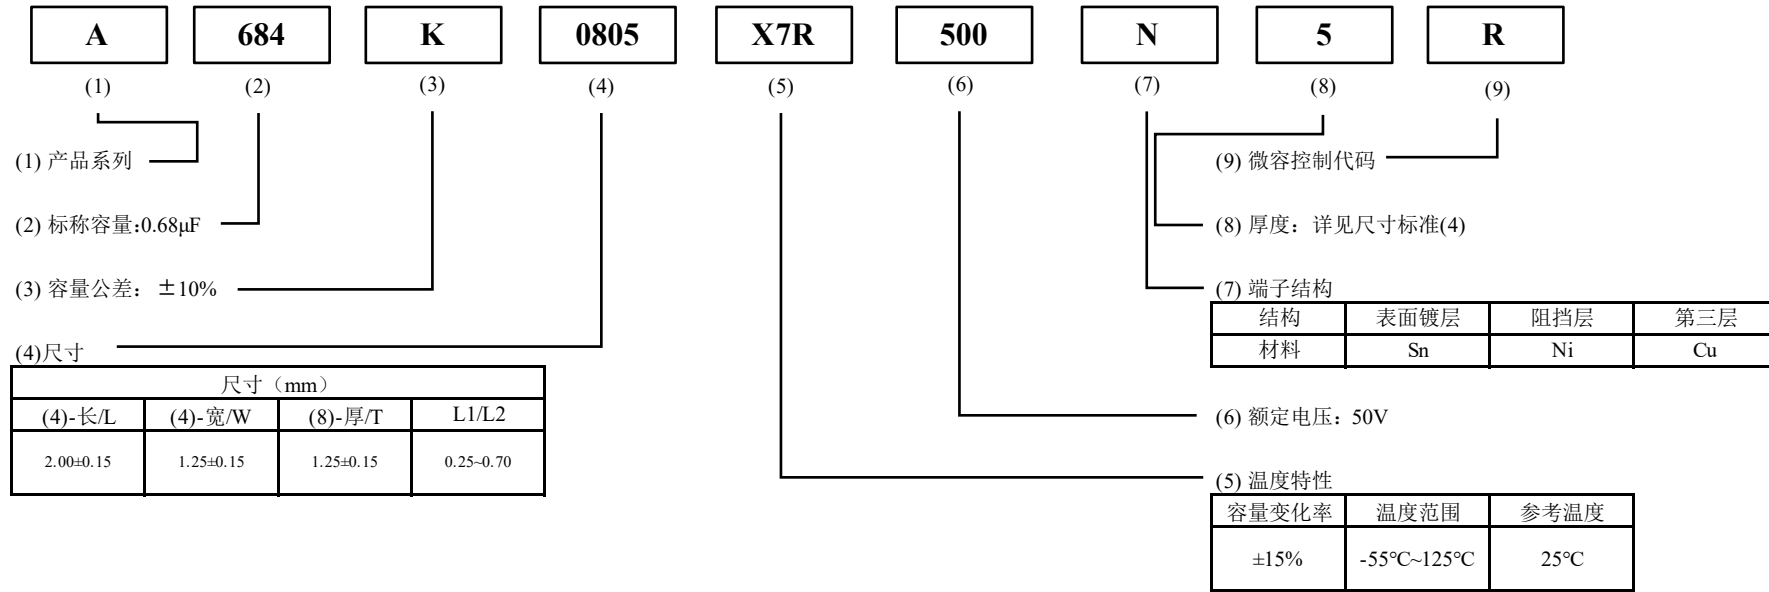 A 684 K 0805 X7R 500 N 5 R
(1) (2) (3) (4) (5) (6) (7) (8) (9)
(1) 产品系列
(2) 标称容量:0.68μF
(3) 容量公差： ±10%
(4)尺寸
尺寸（mm）
(4)-长/L (4)-宽/W (8)-厚/T L1/L2
2.00±0.15 1.25±0.15 1.25±0.15 0.25~0.70
(9) 微容控制代码
(8) 厚度：详见尺寸标准(4)
(7) 端子结构
结构 表面镀层 阻挡层 第三层
材料 Sn Ni Cu
(6) 额定电压：50V
(5) 温度特性
容量变化率 温度范围 参考温度
±15% -55℃~125℃ 25℃